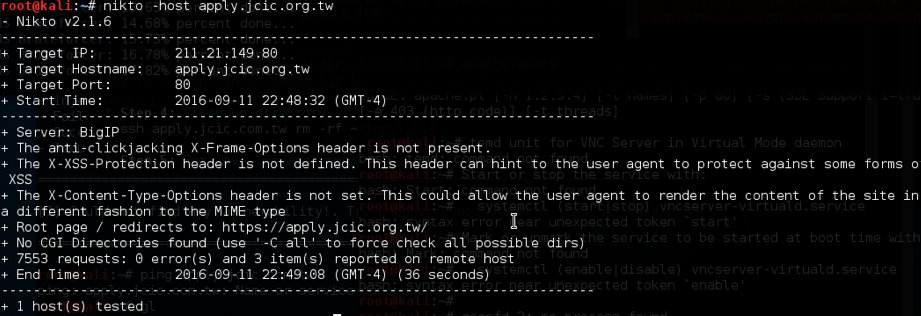 root@kali:~# nikto -host apply.jcic.org.tw
- Nikto v2.1.6
---------------------------------------------------------------------------
+ Target IP:          211.21.149.80
+ Target Hostname:    apply.jcic.org.tw
+ Target Port:        80
+ Start Time:         2016-09-11 22:48:32 (GMT-4)
---------------------------------------------------------------------------
+ Server: BigIP
+ The anti-clickjacking X-Frame-Options header is not present.
+ The X-XSS-Protection header is not defined. This header can hint to the user agent to protect against some forms o
XSS
+ The X-Content-Type-Options header is not set. This could allow the user agent to render the content of the site in
a different fashion to the MIME type
+ Root page / redirects to: https://apply.jcic.org.tw/
+ No CGI Directories found (use '-C all' to force check all possible dirs)
+ 7553 requests: 0 error(s) and 3 item(s) reported on remote host
+ End Time:           2016-09-11 22:49:08 (GMT-4) (36 seconds)
---------------------------------------------------------------------------
+ 1 host(s) tested